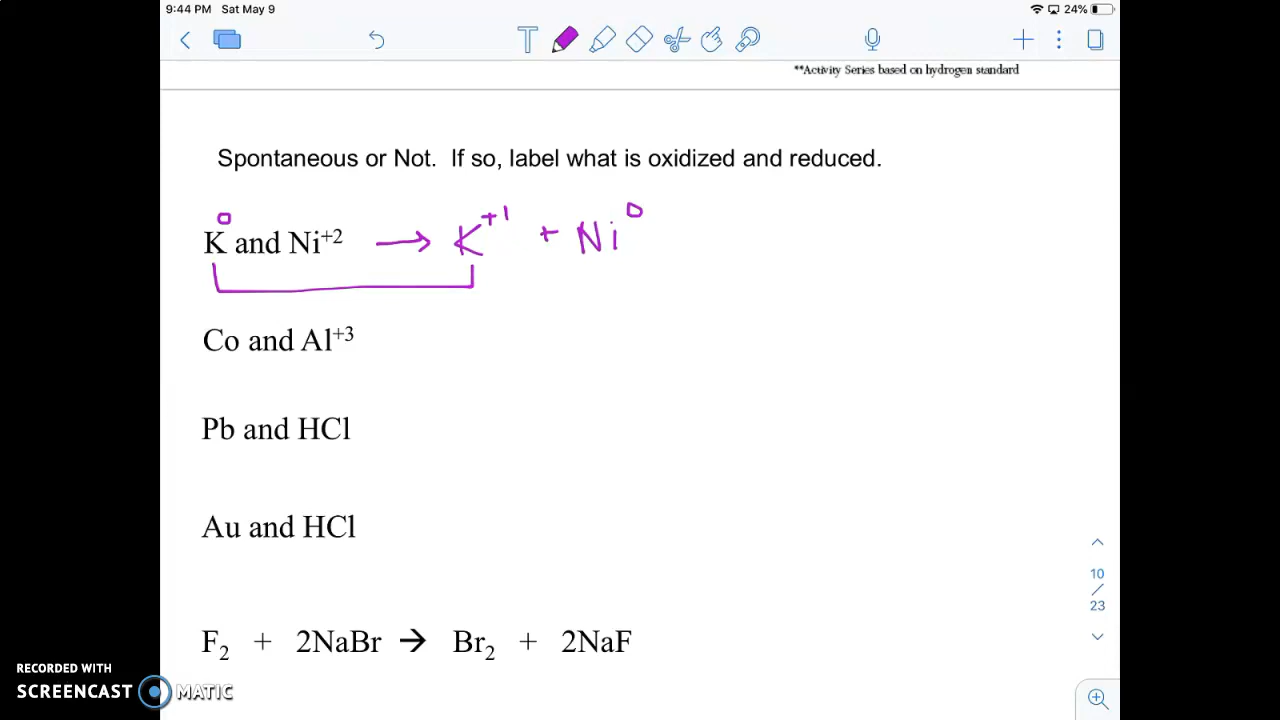 9:44 PM Sat May 9
24%
T
**Activity Series based on hydrogen standard
Spontaneous or Not. If so, label what is oxidized and reduced.
0 +1 0
K and Ni+2 → K + Ni
Co and Al+3
Pb and HCl
Au and HCl
10
/
23
F2 + 2NaBr → Br2 + 2NaF
RECORDED WITH
SCREENCAST MATIC